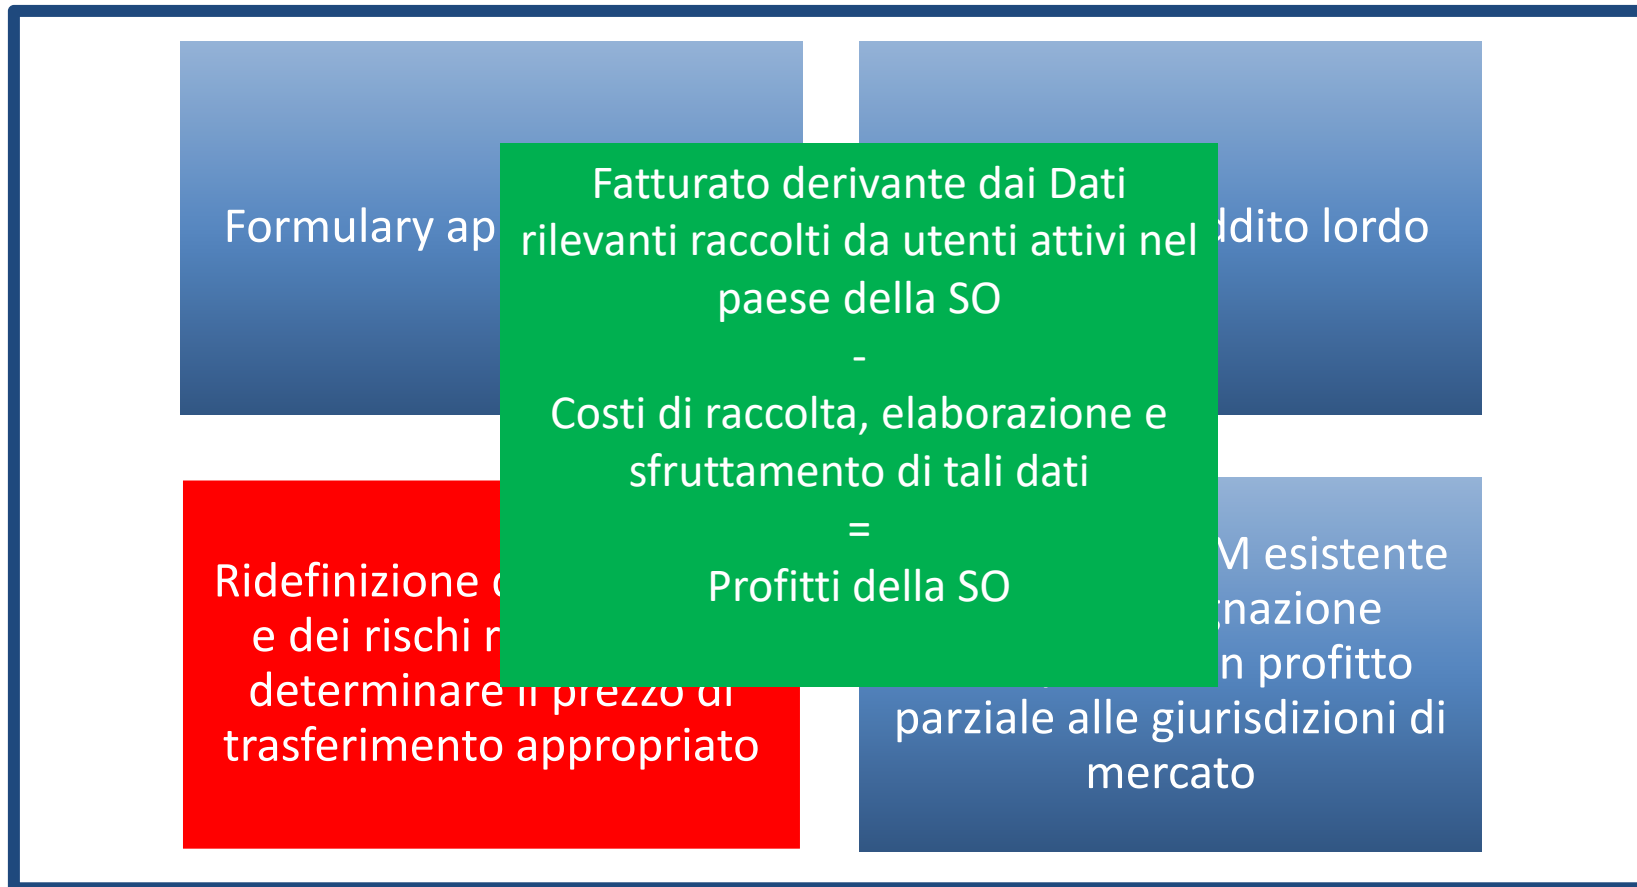 Formulary ap
ddito lordo
Fatturato derivante dai Dati
rilevanti raccolti da utenti attivi nel
paese della SO
-
Costi di raccolta, elaborazione e
sfruttamento di tali dati
=
Profitti della SO
Ridefinizione
e dei rischi
determinare il prezzo di
trasferimento appropriato
M esistente
gnazione
n profitto
parziale alle giurisdizioni di
mercato